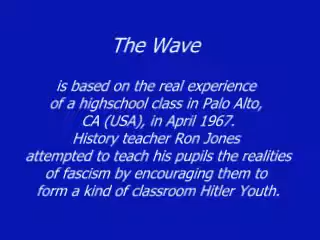 The Wave
is based on the real experience
of a highschool class in Palo Alto,
CA (USA), in April 1967.
History teacher Ron Jones
attempted to teach his pupils the realities
of fascism by encouraging them to
form a kind of classroom Hitler Youth.